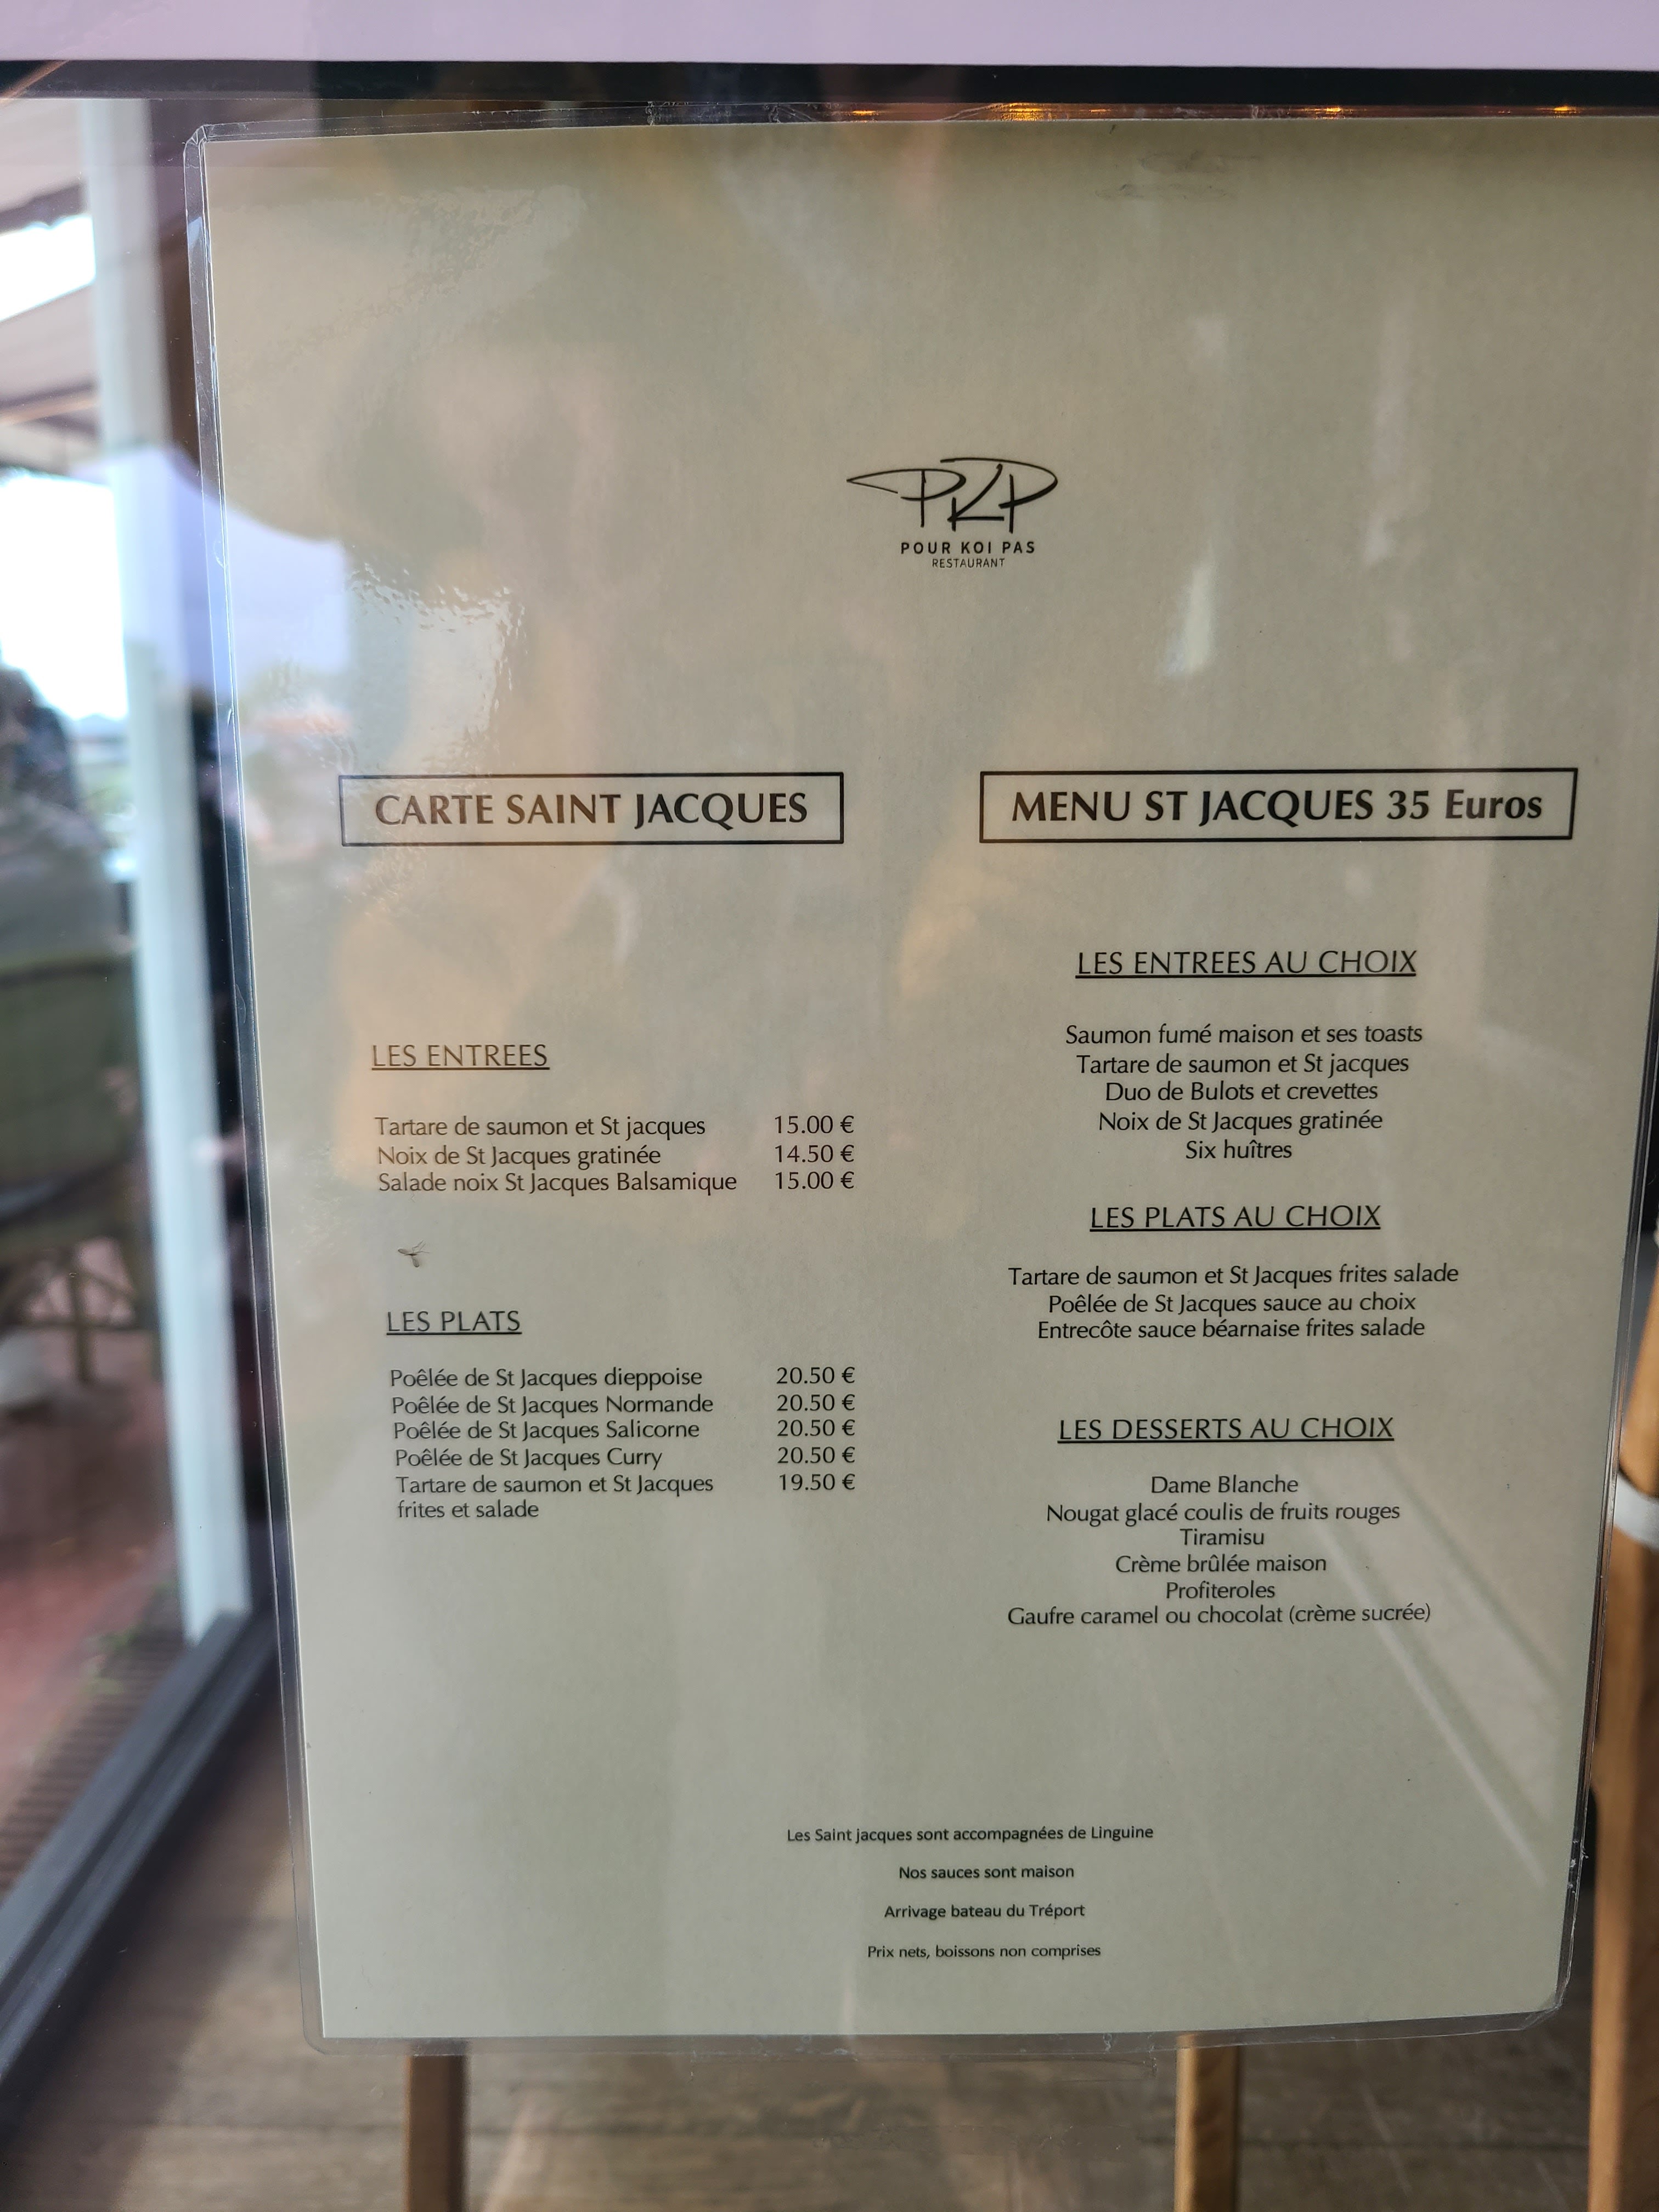 PKP
POUR KOI PAS
RESTAURANT
CARTE SAINT JACQUES
LES ENTREES
Tartare de saumon et St jacques 15.00 €
Noix de St Jacques gratinée 14.50 €
Salade noix St Jacques Balsamique 15.00 €
LES PLATS
Poêlée de St Jacques dieppoise 20.50 €
Poêlée de St Jacques Normande 20.50 €
Poêlée de St Jacques Salicorne 20.50 €
Poêlée de St Jacques Curry 20.50 €
Tartare de saumon et St Jacques 19.50 €
frites et salade
MENU ST JACQUES 35 Euros
LES ENTREES AU CHOIX
Saumon fumé maison et ses toasts
Tartare de saumon et St jacques
Duo de Bulots et crevettes
Noix de St Jacques gratinée
Six huîtres
LES PLATS AU CHOIX
Tartare de saumon et St Jacques frites salade
Poêlée de St Jacques sauce au choix
Entrecôte sauce béarnaise frites salade
LES DESSERTS AU CHOIX
Dame Blanche
Nougat glacé coulis de fruits rouges
Tiramisu
Crème brûlée maison
Profiteroles
Gaufre caramel ou chocolat (crème sucrée)
Les Saint jacques sont accompagnées de Linguine
Nos sauces sont maison
Arrivage bateau du Tréport
Prix nets, boissons non comprises